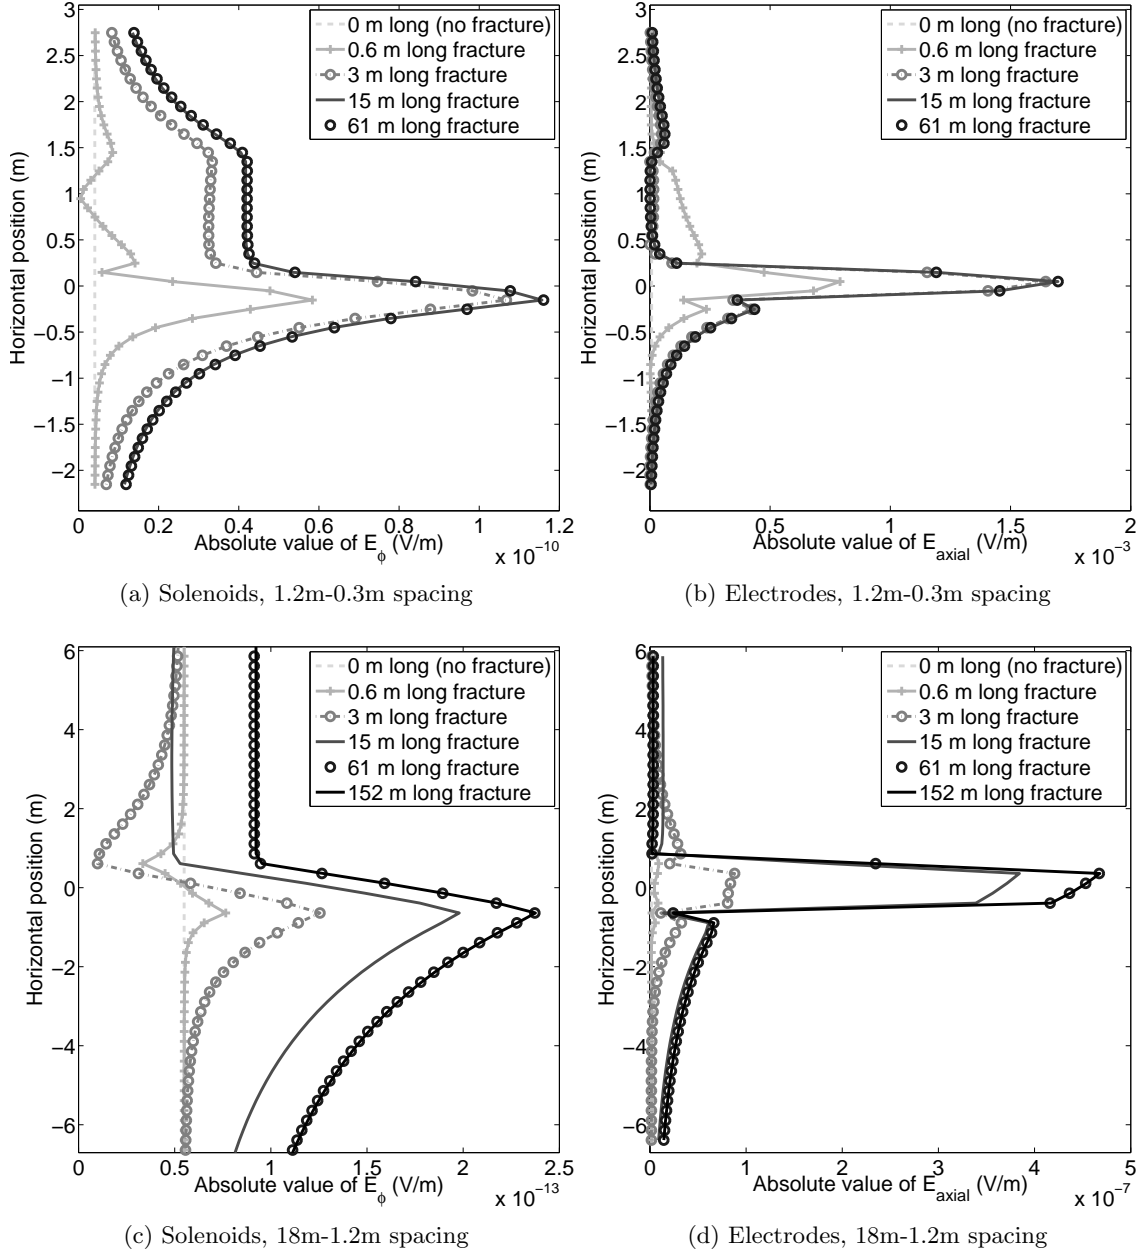 3
2.5
2
1.5
1
0.5
0
−0.5
−1
−1.5
−2
Horizontal position (m)
0 m long (no fracture)
0.6 m long fracture
3 m long fracture
15 m long fracture
61 m long fracture
0 0.2 0.4 0.6 0.8 1 1.2
Absolute value of E_ϕ (V/m)
x 10^−10
(a) Solenoids, 1.2m-0.3m spacing
3
2.5
2
1.5
1
0.5
0
−0.5
−1
−1.5
−2
Horizontal position (m)
0 m long (no fracture)
0.6 m long fracture
3 m long fracture
15 m long fracture
61 m long fracture
0 0.5 1 1.5 2
Absolute value of E_axial (V/m)
x 10^−3
(b) Electrodes, 1.2m-0.3m spacing
6
4
2
0
−2
−4
−6
Horizontal position (m)
0 m long (no fracture)
0.6 m long fracture
3 m long fracture
15 m long fracture
61 m long fracture
152 m long fracture
0 0.5 1 1.5 2 2.5
Absolute value of E_ϕ (V/m)
x 10^−13
(c) Solenoids, 18m-1.2m spacing
6
4
2
0
−2
−4
−6
Horizontal position (m)
0 m long (no fracture)
0.6 m long fracture
3 m long fracture
15 m long fracture
61 m long fracture
152 m long fracture
0 1 2 3 4 5
Absolute value of E_axial (V/m)
x 10^−7
(d) Electrodes, 18m-1.2m spacing